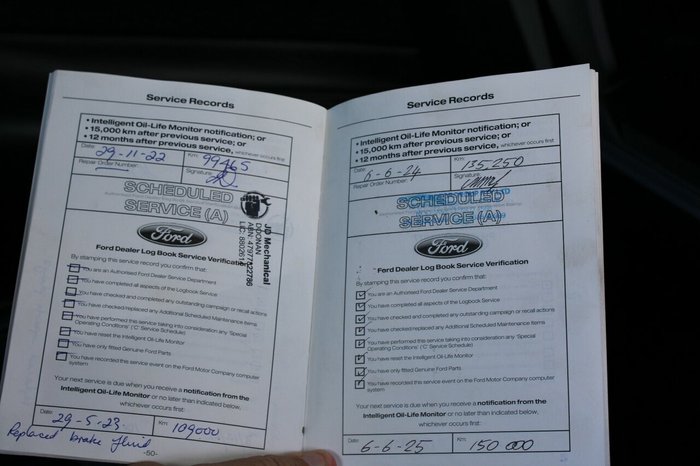 Service Records
• Intelligent Oil-Life Monitor notification; or
• 15,000 km after previous service; or
• 12 months after previous service, whichever occurs first
Date: 29-11-22 Km: 99465
Repair Order Number: Signature:
SCHEDULED
SERVICE (A)
JD Mechanical
DOONAN
Ford
Ford Dealer Log Book Service Verification
By stamping this service record you confirm that:
You are an Authorised Ford Dealer Service Department
You have completed all aspects of the Logbook Service
You have checked and completed any outstanding campaign or recall actions
You have checked/replaced any Additional Scheduled Maintenance Items
You have performed this service taking into consideration any 'Special
Operating Conditions' ('C' Service Schedule)
You have reset the Intelligent Oil-Life Monitor
You have only fitted Genuine Ford Parts
You have recorded this service event on the Ford Motor Company computer
system
Your next service is due when you receive a notification from the
Intelligent Oil-Life Monitor or no later than indicated below,
whichever occurs first:
Date: 29-5-23 Km: 109000
Replaced brake fluid
-50-
Service Records
• Intelligent Oil-Life Monitor notification; or
• 15,000 km after previous service; or
• 12 months after previous service, whichever occurs first
Date: 6-6-24 Km: 135-250
Repair Order Number: Signature:
SCHEDULED
SERVICE (A)
Ford
Ford Dealer Log Book Service Verification
By stamping this service record you confirm that:
You are an Authorised Ford Dealer Service Department
You have completed all aspects of the Logbook Service
You have checked and completed any outstanding campaign or recall actions
You have checked/replaced any Additional Scheduled Maintenance Items
You have performed this service taking into consideration any 'Special
Operating Conditions' ('C' Service Schedule)
You have reset the Intelligent Oil-Life Monitor
You have only fitted Genuine Ford Parts
You have recorded this service event on the Ford Motor Company computer
system
Your next service is due when you receive a notification from the
Intelligent Oil-Life Monitor or no later than indicated below,
whichever occurs first:
Date: 6-6-25 Km: 150 000